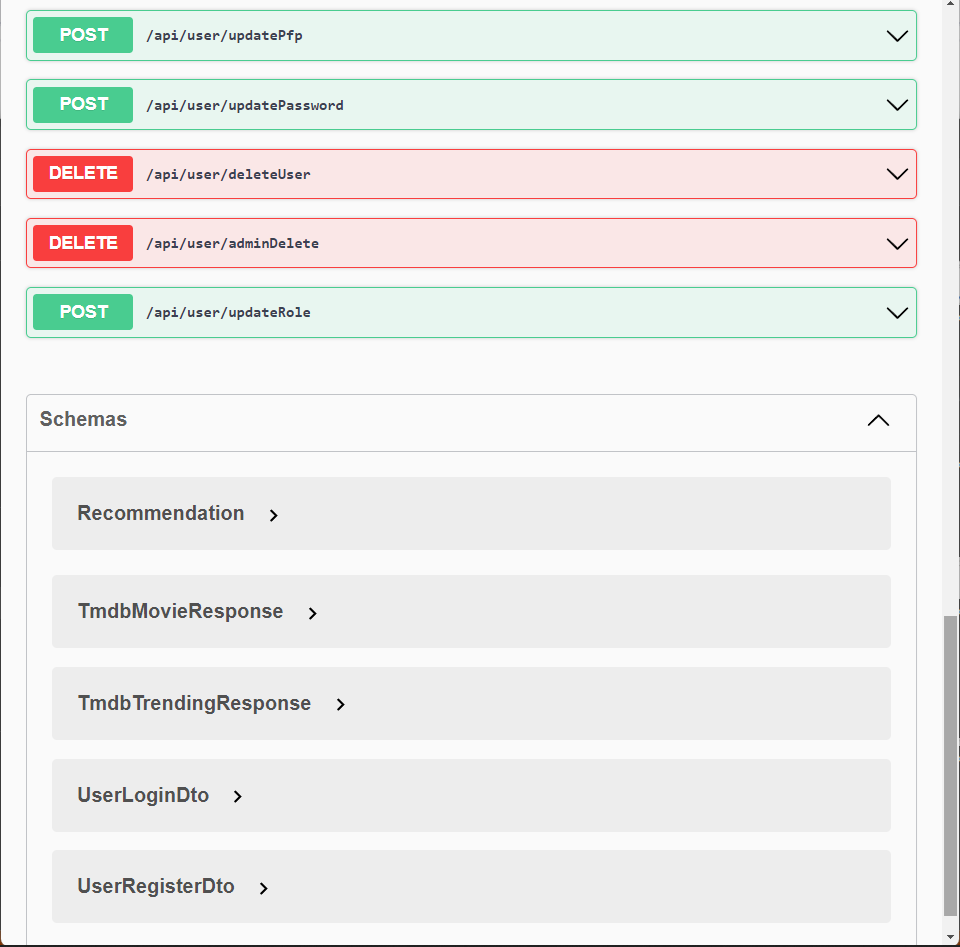 POST /api/user/updatePfp
POST /api/user/updatePassword
DELETE /api/user/deleteUser
DELETE /api/user/adminDelete
POST /api/user/updateRole
Schemas
Recommendation
TmdbMovieResponse
TmdbTrendingResponse
UserLoginDto
UserRegisterDto